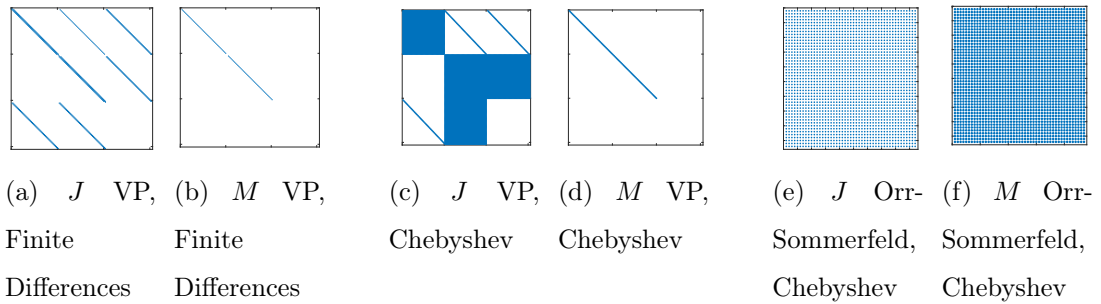 (a) J VP,
Finite
Differences
(b) M VP,
Finite
Differences
(c) J VP,
Chebyshev
(d) M VP,
Chebyshev
(e) J Orr-
Sommerfeld,
Chebyshev
(f) M Orr-
Sommerfeld,
Chebyshev